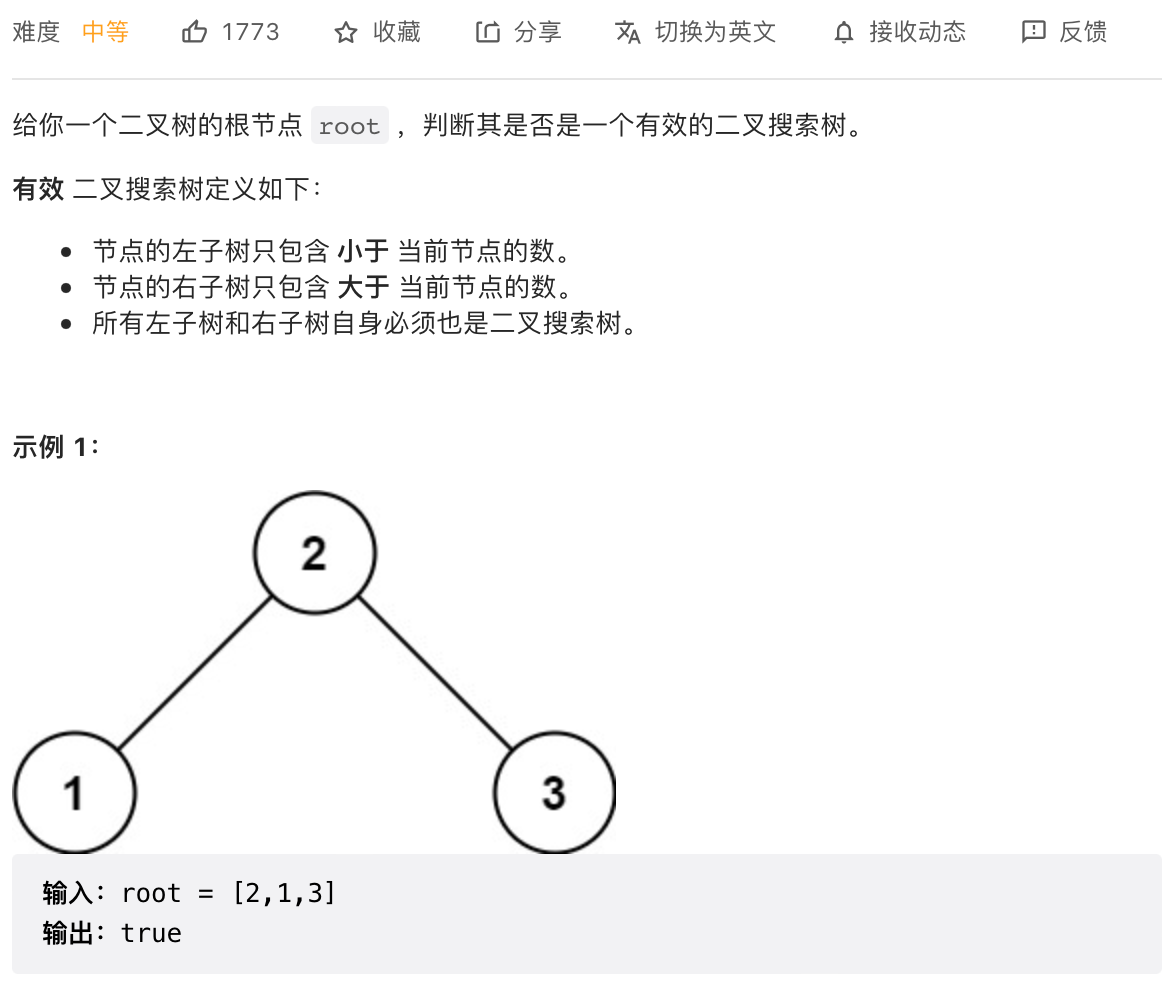 难度 中等 1773 收藏 分享 切换为英文 接收动态 反馈
给你一个二叉树的根节点 root ，判断其是否是一个有效的二叉搜索树。
有效 二叉搜索树定义如下：
节点的左子树只包含 小于 当前节点的数。
节点的右子树只包含 大于 当前节点的数。
所有左子树和右子树自身必须也是二叉搜索树。
示例 1：
2
1 3
输入：root = [2,1,3]
输出：true